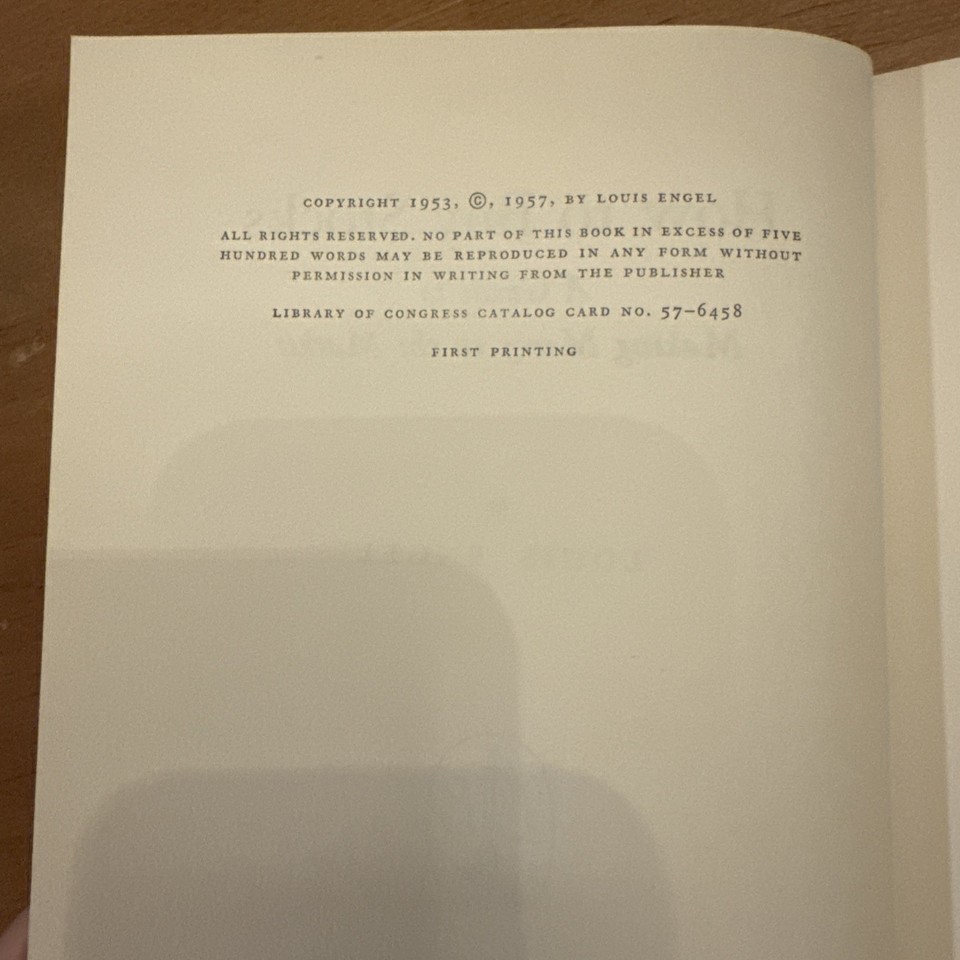 COPYRIGHT 1953, ©, 1957, BY LOUIS ENGEL
ALL RIGHTS RESERVED. NO PART OF THIS BOOK IN EXCESS OF FIVE
HUNDRED WORDS MAY BE REPRODUCED IN ANY FORM WITHOUT
PERMISSION IN WRITING FROM THE PUBLISHER
LIBRARY OF CONGRESS CATALOG CARD NO. 57–6458
FIRST PRINTING